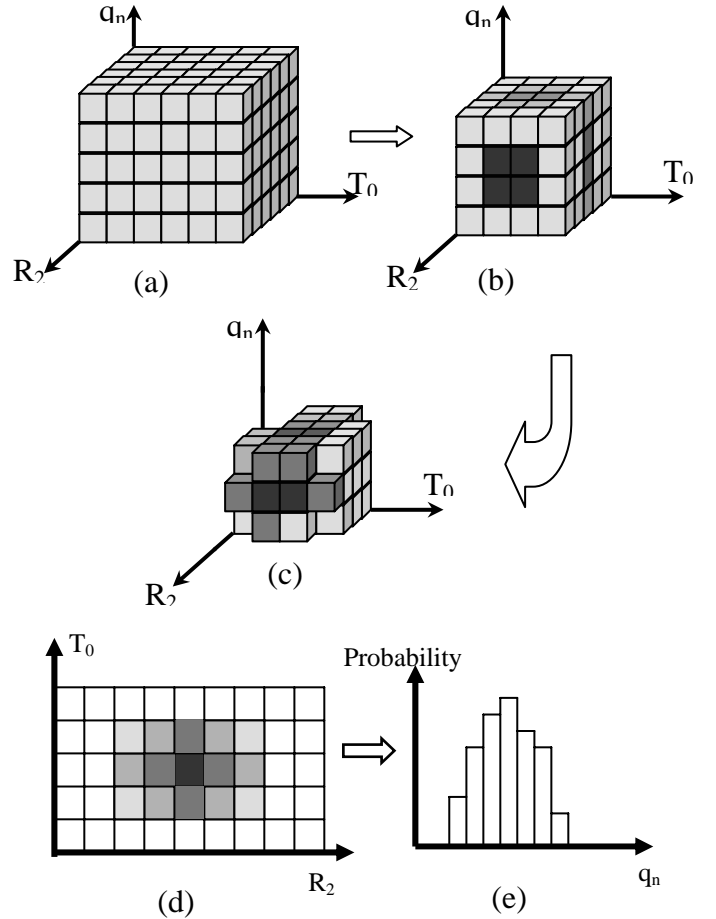 qₙ
T₀
R₂
(a)
qₙ
T₀
R₂
(b)
qₙ
T₀
R₂
(c)
T₀
R₂
(d)
Probability
qₙ
(e)